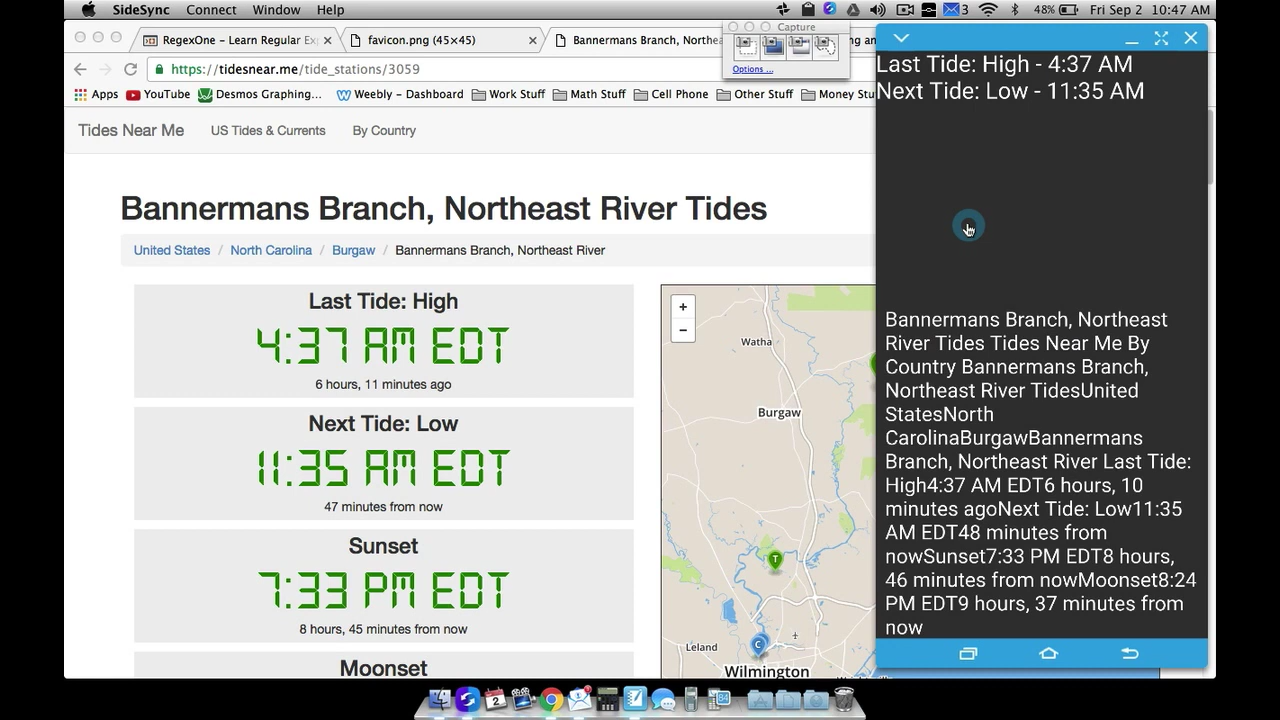 SideSync Connect Window Help
3 48% Fri Sep 2 10:47 AM
RegexOne - Learn Regular Ex
favicon.png (45×45)
Bannermans Branch, Northea
Capture
Options ...
https://tidesnear.me/tide_stations/3059
Apps YouTube Desmos Graphing... Weebly - Dashboard Work Stuff Math Stuff Cell Phone Other Stuff Money Stu
Tides Near Me US Tides & Currents By Country
Bannermans Branch, Northeast River Tides
United States / North Carolina / Burgaw / Bannermans Branch, Northeast River
Last Tide: High
4:37 AM EDT
6 hours, 11 minutes ago
Next Tide: Low
11:35 AM EDT
47 minutes from now
Sunset
7:33 PM EDT
8 hours, 45 minutes from now
Moonset
+
−
Watha
Burgaw
T
Leland
C
Wilmington
Last Tide: High - 4:37 AM
Next Tide: Low - 11:35 AM
Bannermans Branch, Northeast
River Tides Tides Near Me By
Country Bannermans Branch,
Northeast River TidesUnited
StatesNorth
CarolinaBurgawBannermans
Branch, Northeast River Last Tide:
High4:37 AM EDT6 hours, 10
minutes agoNext Tide: Low11:35
AM EDT48 minutes from
nowSunset7:33 PM EDT8 hours,
46 minutes from nowMoonset8:24
PM EDT9 hours, 37 minutes from
now
2
84